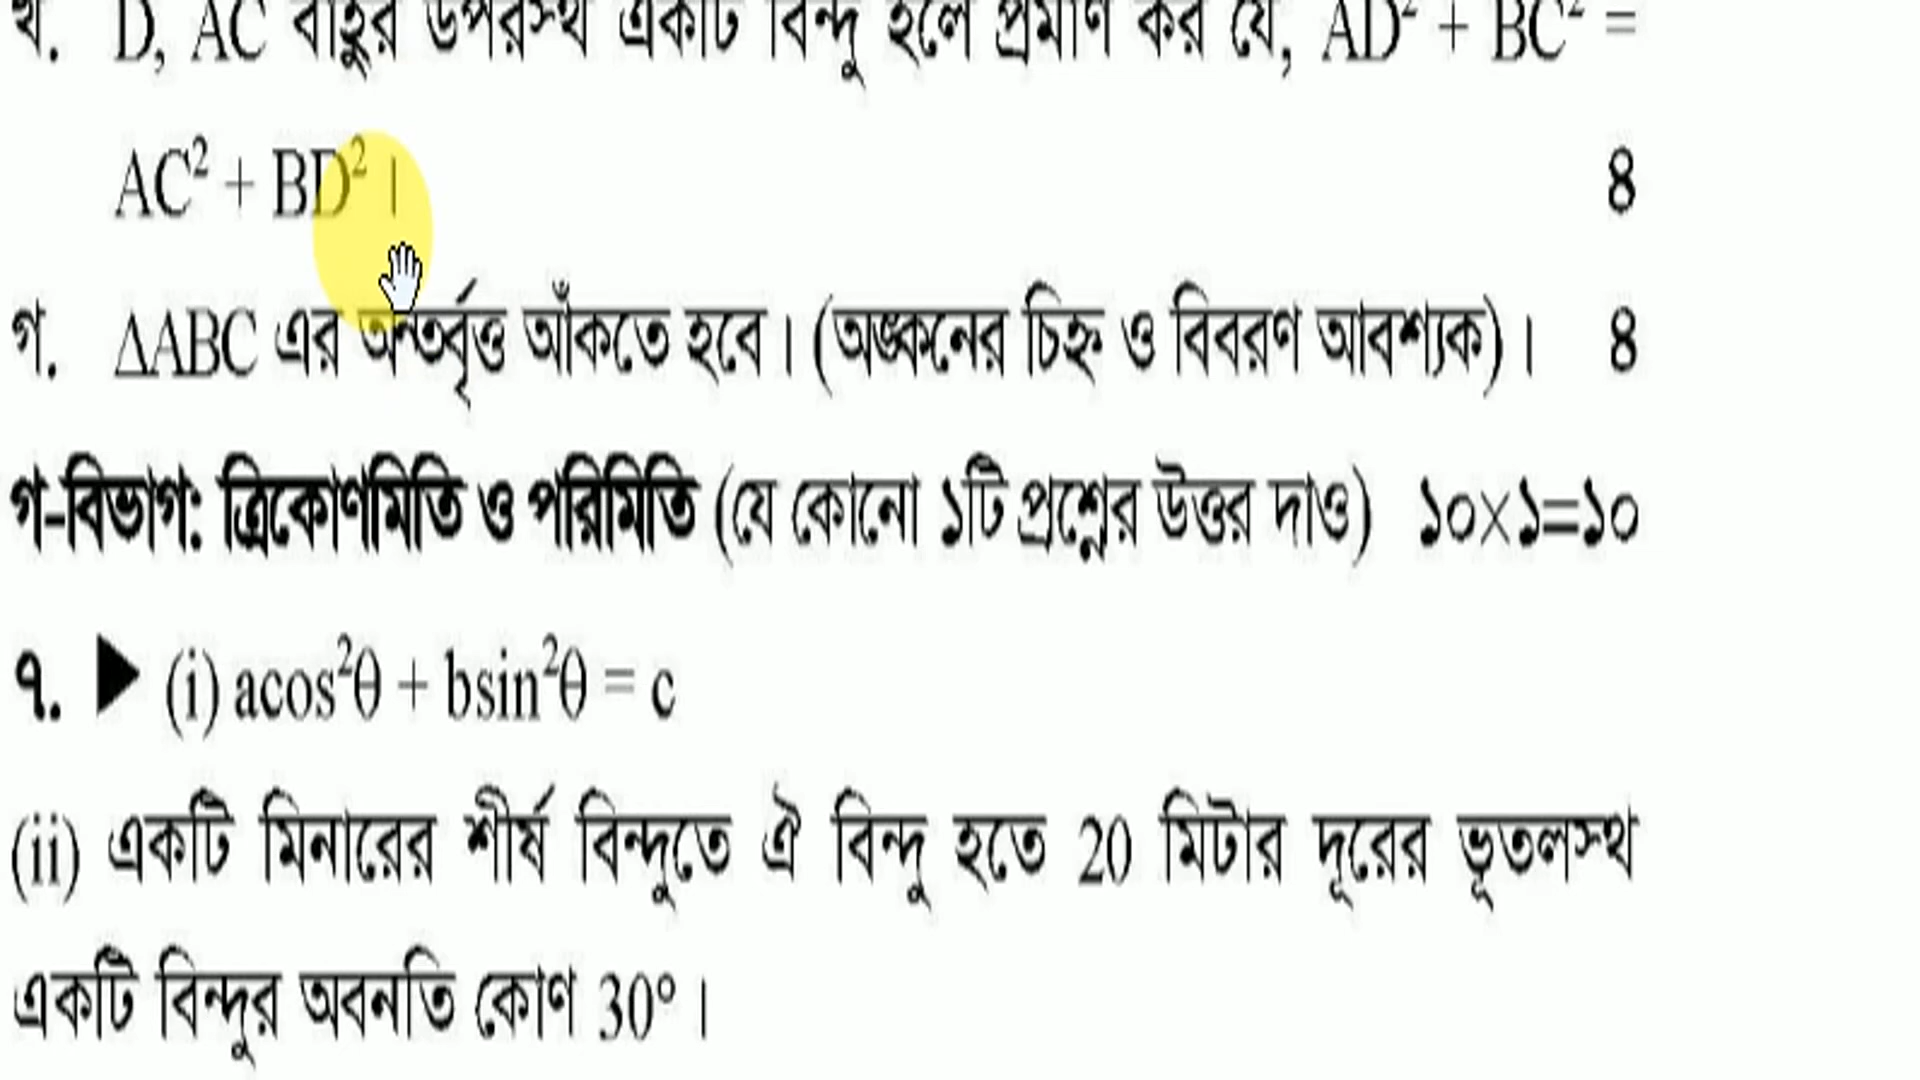 খ. D, AC বাহুর উপরস্থ একটি বিন্দু হলে প্রমাণ কর যে, AD² + BC² =
AC² + BD²। ৪
গ. ΔABC এর অন্তর্বৃত্ত আঁকতে হবে। (অঙ্কনের চিহ্ন ও বিবরণ আবশ্যক)। ৪
গ-বিভাগ: ত্রিকোণমিতি ও পরিমিতি (যে কোনো ১টি প্রশ্নের উত্তর দাও) ১০×১=১০
৭. ▶ (i) acos²θ + bsin²θ = c
(ii) একটি মিনারের শীর্ষ বিন্দুতে ঐ বিন্দু হতে 20 মিটার দূরের ভূতলস্থ
একটি বিন্দুর অবনতি কোণ 30°।